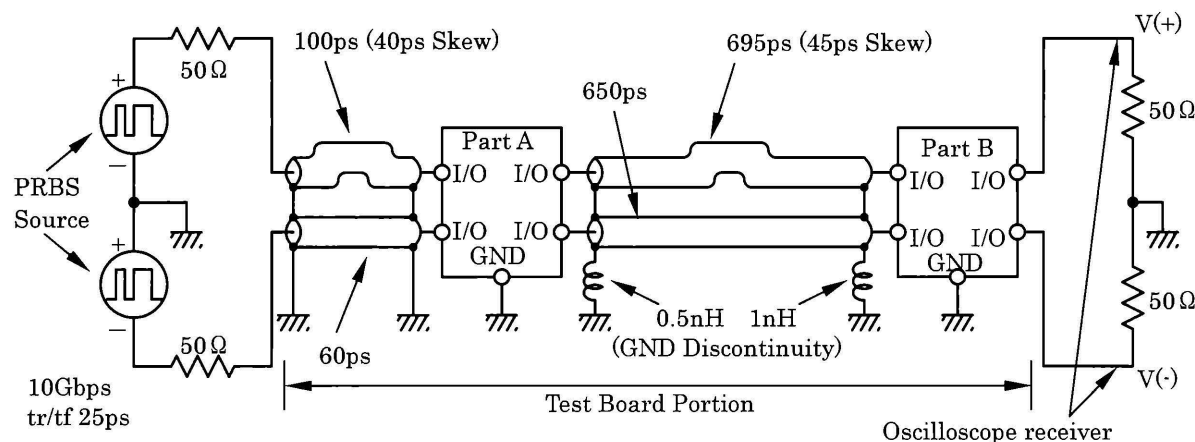 100ps (40ps Skew)
695ps (45ps Skew)
V(+)
50Ω
650ps
50Ω
+
Part A
Part B
−
I/O
I/O
I/O
I/O
PRBS
Source
+
I/O
I/O
I/O
I/O
GND
GND
−
50Ω
50Ω
0.5nH
1nH
(GND Discontinuity)
60ps
V(-)
10Gbps
tr/tf 25ps
Test Board Portion
Oscilloscope receiver